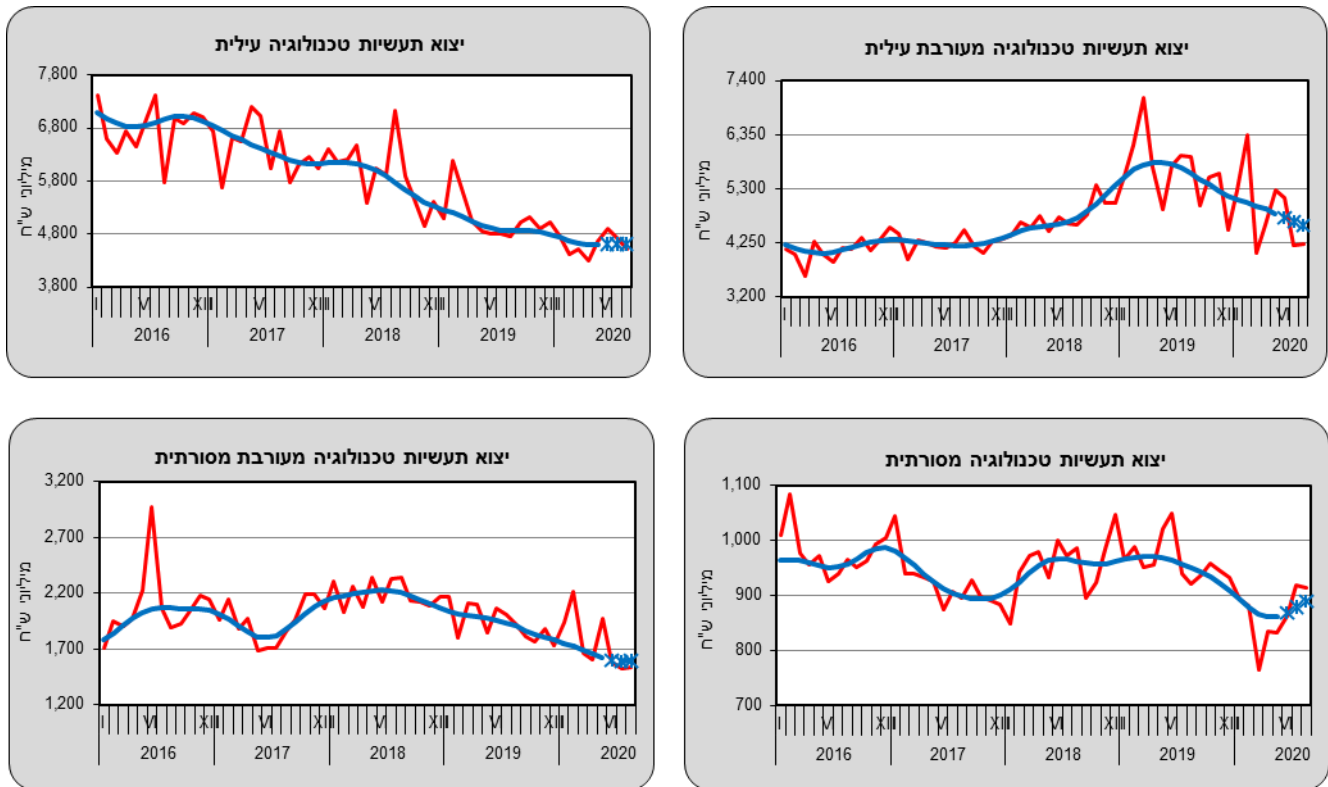 יצוא תעשיות טכנולוגיה עילית
מיליוני ש"ח
7,800
6,800
5,800
4,800
3,800
I VI XII I VI XII I VI XII I VI XII I VI
2016 2017 2018 2019 2020
יצוא תעשיות טכנולוגיה מעורבת עילית
מיליוני ש"ח
7,400
6,350
5,300
4,250
3,200
I VI XII I VI XII I VI XII I VI XII I VI
2016 2017 2018 2019 2020
יצוא תעשיות טכנולוגיה מעורבת מסורתית
מיליוני ש"ח
3,200
2,700
2,200
1,700
1,200
I VI XII I VI XII I VI XII I VI XII I VI
2016 2017 2018 2019 2020
יצוא תעשיות טכנולוגיה מסורתית
מיליוני ש"ח
1,100
1,000
900
800
700
I VI XII I VI XII I VI XII I VI XII I VI
2016 2017 2018 2019 2020